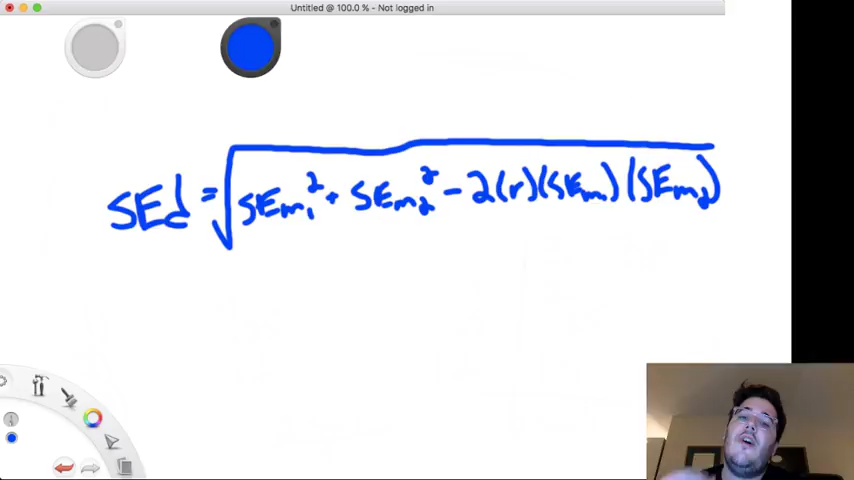 Untitled @ 100.0 % - Not logged in
SEd = √SEm₁² + SEm₂² - 2(r)(SEm₁)(SEm₂)